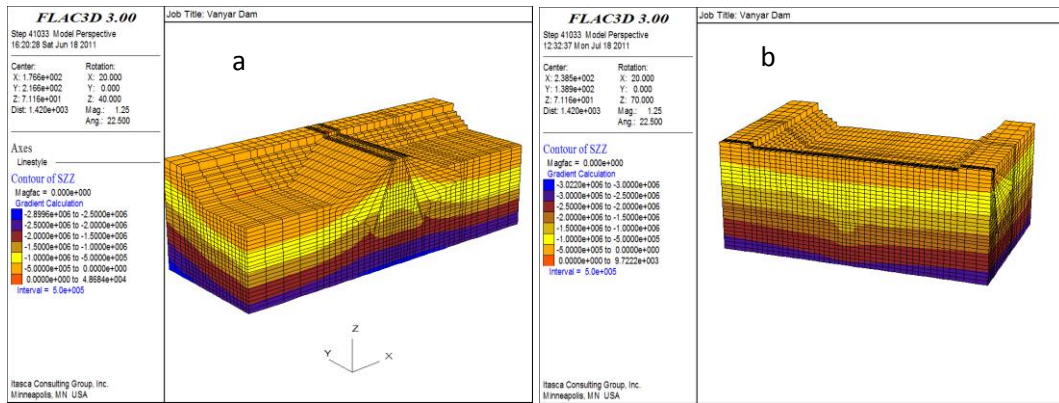 FLAC3D 3.00
Step 41033 Model Perspective
16:20:28 Sat Jun 18 2011
Center:
X: 1.766e+002
Y: 2.166e+002
Z: 7.116e+001
Dist: 1.420e+003
Rotation:
X: 20.000
Y: 0.000
Z: 40.000
Mag.: 1.25
Ang.: 22.500
Axes
Linestyle
Contour of SZZ
Magfac = 0.000e+000
Gradient Calculation
-2.8996e+006 to -2.5000e+006
-2.5000e+006 to -2.0000e+006
-2.0000e+006 to -1.5000e+006
-1.5000e+006 to -1.0000e+006
-1.0000e+006 to -5.0000e+005
-5.0000e+005 to 0.0000e+000
0.0000e+000 to 4.8684e+004
Interval = 5.0e+005
Itasca Consulting Group, Inc.
Minneapolis, MN USA
Job Title: Vanyar Dam
a
Z
Y
X
FLAC3D 3.00
Step 41033 Model Perspective
12:32:37 Mon Jul 18 2011
Center:
X: 2.385e+002
Y: 1.389e+002
Z: 7.116e+001
Dist: 1.420e+003
Rotation:
X: 20.000
Y: 0.000
Z: 70.000
Mag.: 1.25
Ang.: 22.500
Contour of SZZ
Magfac = 0.000e+000
Gradient Calculation
-3.0220e+006 to -3.0000e+006
-3.0000e+006 to -2.5000e+006
-2.5000e+006 to -2.0000e+006
-2.0000e+006 to -1.5000e+006
-1.5000e+006 to -1.0000e+006
-1.0000e+006 to -5.0000e+005
-5.0000e+005 to 0.0000e+000
0.0000e+000 to 9.7222e+003
Interval = 5.0e+005
Itasca Consulting Group, Inc.
Minneapolis, MN USA
Job Title: Vanyar Dam
b